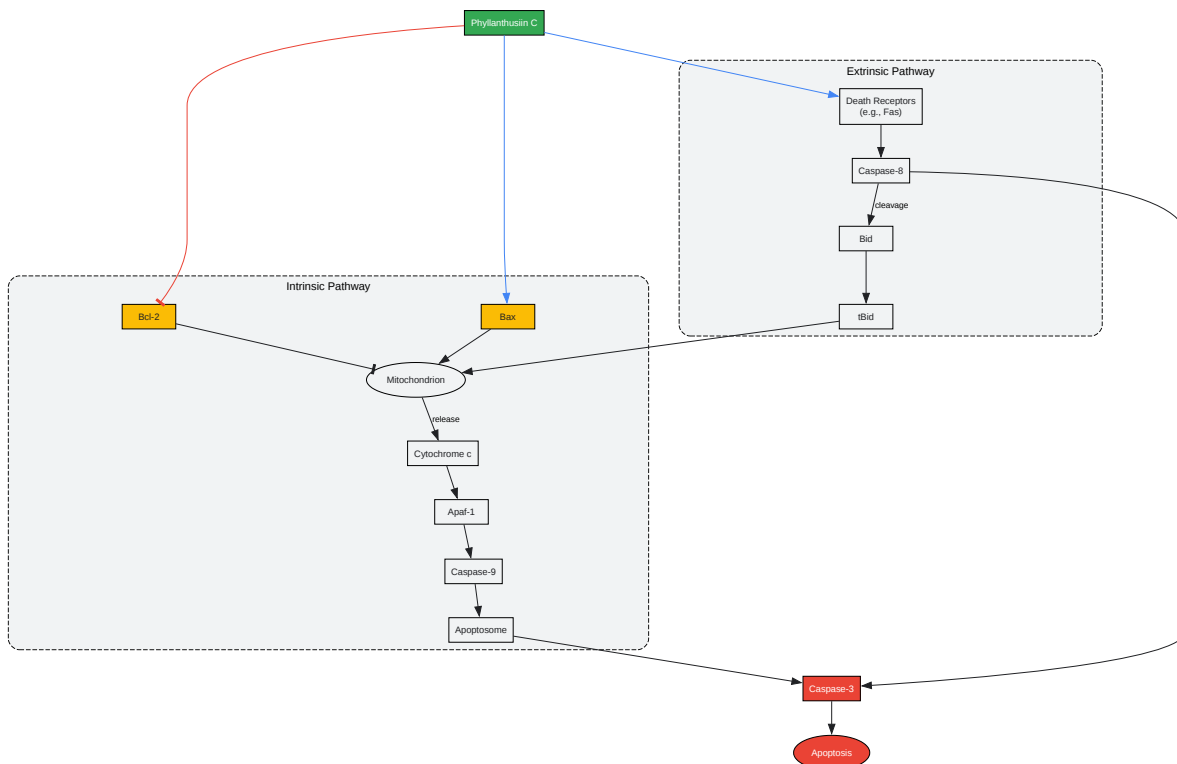 Phyllanthusiin C
Extrinsic Pathway
Death Receptors
(e.g., Fas)
Caspase-8
cleavage
Bid
Intrinsic Pathway
Bcl-2
Bax
tBid
Mitochondrion
release
Cytochrome c
Apaf-1
Caspase-9
Apoptosome
Caspase-3
Apoptosis